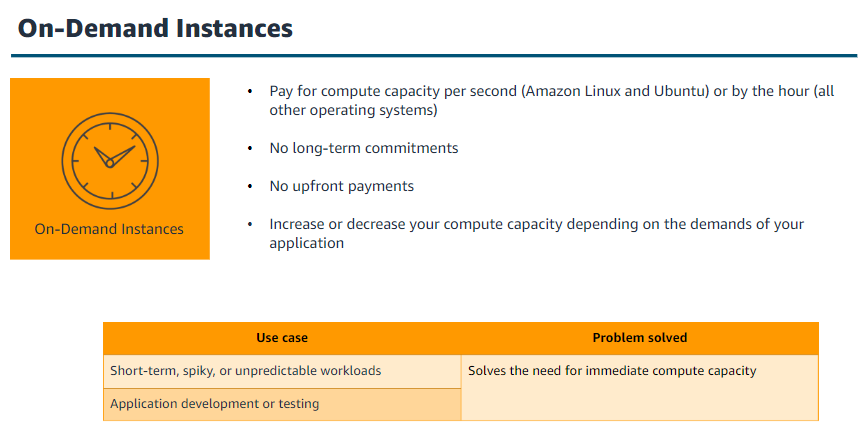 On-Demand Instances
• Pay for compute capacity per second (Amazon Linux and Ubuntu) or by the hour (all
other operating systems)
• No long-term commitments
• No upfront payments
• Increase or decrease your compute capacity depending on the demands of your
application
On-Demand Instances
Use case
Problem solved
Short-term, spiky, or unpredictable workloads
Solves the need for immediate compute capacity
Application development or testing